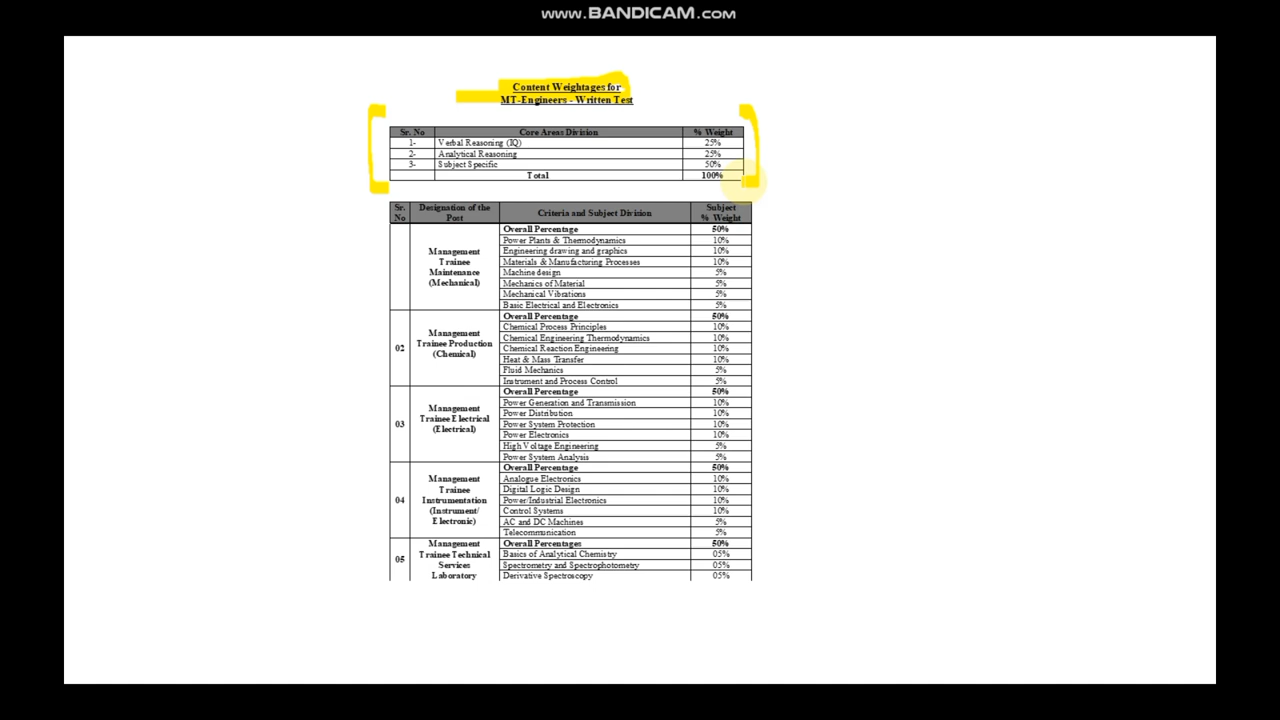 www.BANDICAM.com
Content Weightages for
MT-Engineers - Written Test
Sr. No Core Areas Division % Weight
1- Verbal Reasoning (IQ) 25%
2- Analytical Reasoning 25%
3- Subject Specific 50%
Total 100%
Sr. No Designation of the Post Criteria and Subject Division Subject % Weight
Management Trainee Maintenance (Mechanical)
Overall Percentage 50%
Power Plants & Thermodynamics 10%
Engineering drawing and graphics 10%
Materials & Manufacturing Processes 10%
Machine design 5%
Mechanics of Material 5%
Mechanical Vibrations 5%
Basic Electrical and Electronics 5%
02 Management Trainee Production (Chemical)
Overall Percentage 50%
Chemical Process Principles 10%
Chemical Engineering Thermodynamics 10%
Chemical Reaction Engineering 10%
Heat & Mass Transfer 10%
Fluid Mechanics 5%
Instrument and Process Control 5%
03 Management Trainee Electrical (Electrical)
Overall Percentage 50%
Power Generation and Transmission 10%
Power Distribution 10%
Power System Protection 10%
Power Electronics 10%
High Voltage Engineering 5%
Power System Analysis 5%
04 Management Trainee Instrumentation (Instrument/ Electronic)
Overall Percentage 50%
Analogue Electronics 10%
Digital Logic Design 10%
Power/Industrial Electronics 10%
Control Systems 10%
AC and DC Machines 5%
Telecommunication 5%
05 Management Trainee Technical Services Laboratory
Overall Percentages 50%
Basics of Analytical Chemistry 05%
Spectrometry and Spectrophotometry 05%
Derivative Spectroscopy 05%